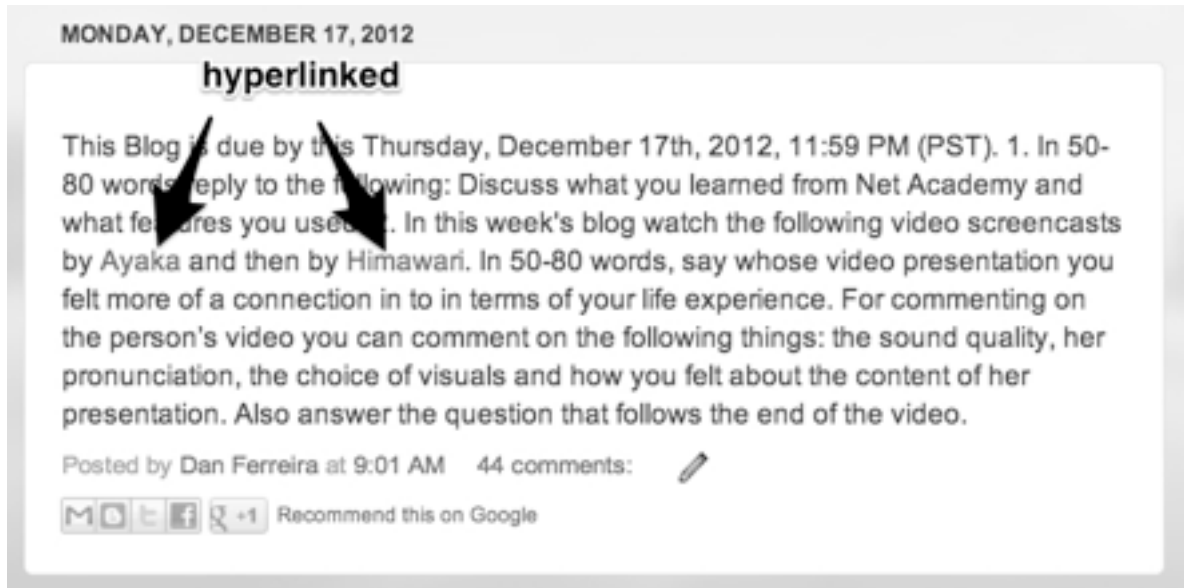 MONDAY, DECEMBER 17, 2012
hyperlinked
This Blog is due by this Thursday, December 17th, 2012, 11:59 PM (PST). 1. In 50-
80 words reply to the following: Discuss what you learned from Net Academy and
what features you used. 2. In this week's blog watch the following video screencasts
by Ayaka and then by Himawari. In 50-80 words, say whose video presentation you
felt more of a connection in to in terms of your life experience. For commenting on
the person's video you can comment on the following things: the sound quality, her
pronunciation, the choice of visuals and how you felt about the content of her
presentation. Also answer the question that follows the end of the video.
Posted by Dan Ferreira at 9:01 AM 44 comments:
+1 Recommend this on Google